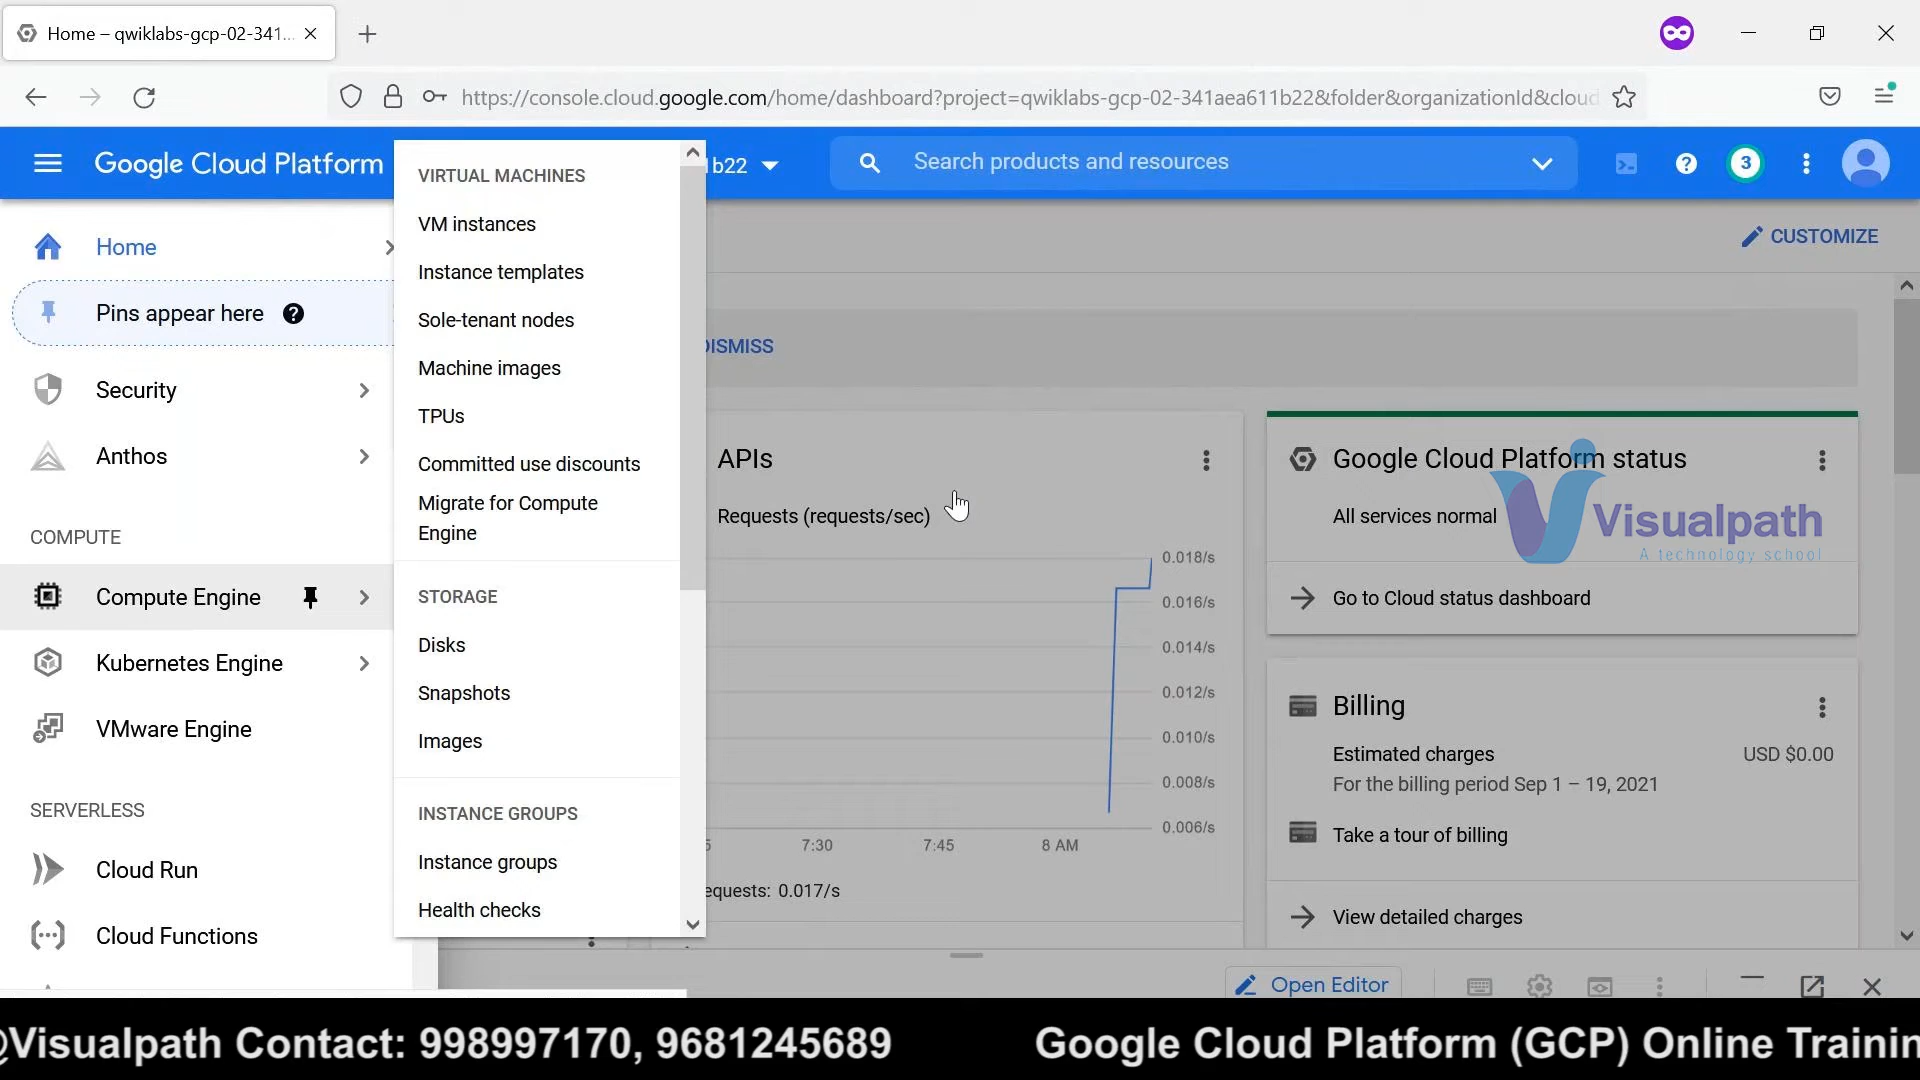 Home – qwiklabs-gcp-02-341...
https://console.cloud.google.com/home/dashboard?project=qwiklabs-gcp-02-341aea611b22&folder&organizationId&cloud
Google Cloud Platform
1b22
Search products and resources
3
Home
Pins appear here
Security
Anthos
COMPUTE
Compute Engine
Kubernetes Engine
VMware Engine
SERVERLESS
Cloud Run
Cloud Functions
VIRTUAL MACHINES
VM instances
Instance templates
Sole-tenant nodes
Machine images
TPUs
Committed use discounts
Migrate for Compute
Engine
STORAGE
Disks
Snapshots
Images
INSTANCE GROUPS
Instance groups
Health checks
CUSTOMIZE
DISMISS
APIs
Requests (requests/sec)
0.018/s
0.016/s
0.014/s
0.012/s
0.010/s
0.008/s
0.006/s
7:30 7:45 8 AM
equests: 0.017/s
Google Cloud Platform status
All services normal
Visualpath
A technology school
Go to Cloud status dashboard
Billing
Estimated charges USD $0.00
For the billing period Sep 1 – 19, 2021
Take a tour of billing
View detailed charges
Open Editor
@Visualpath Contact: 998997170, 9681245689 Google Cloud Platform (GCP) Online Trainin